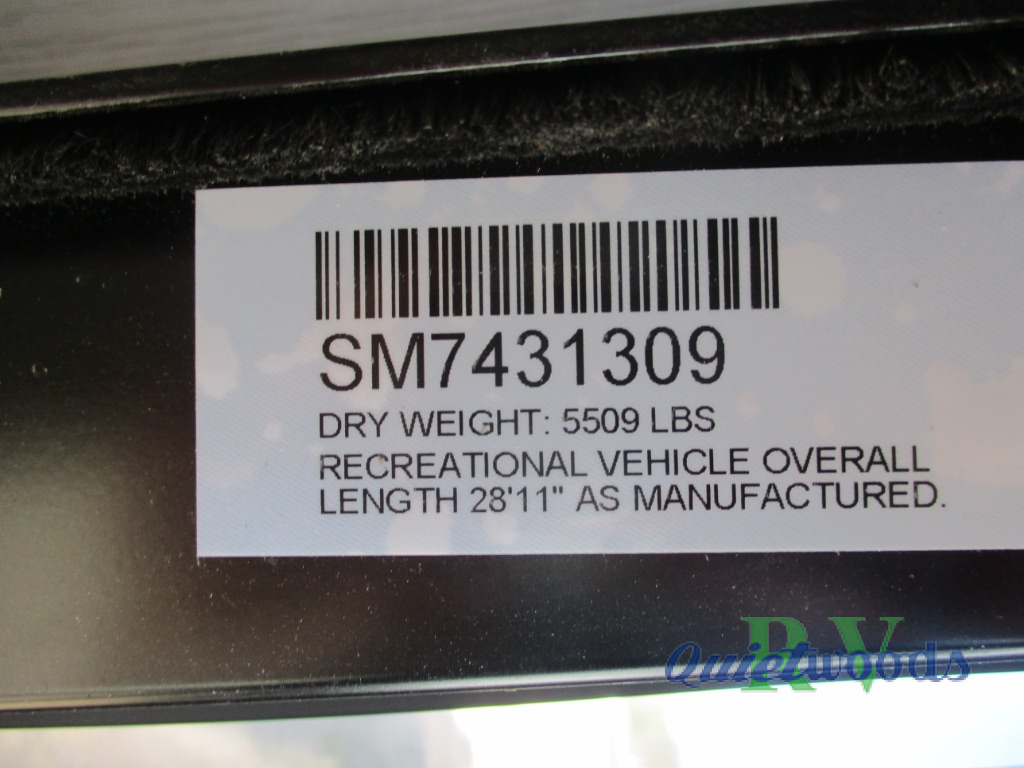 SM7431309
DRY WEIGHT: 5509 LBS
RECREATIONAL VEHICLE OVERALL
LENGTH 28'11" AS MANUFACTURED.
RV
Quietwoods